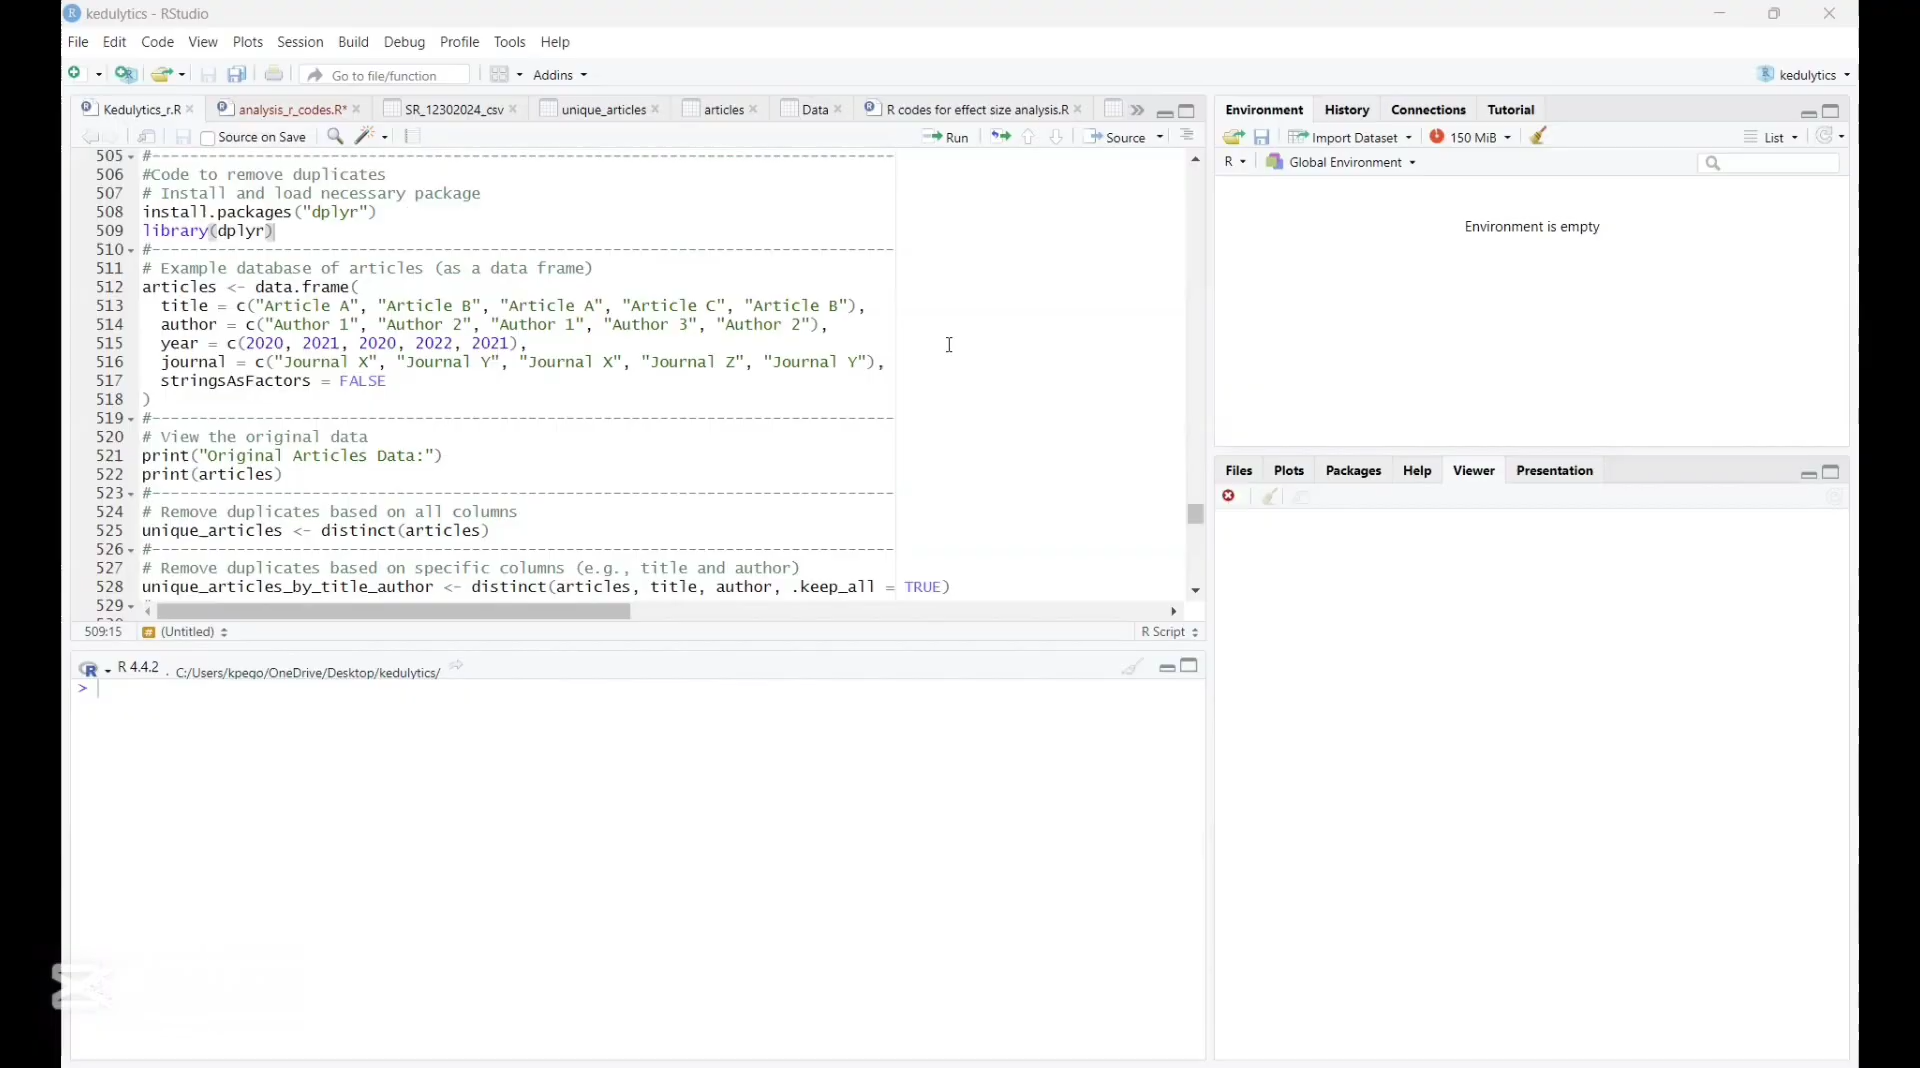 kedulytics - RStudio
File Edit Code View Plots Session Build Debug Profile Tools Help
Go to file/function Addins kedulytics
Kedulytics_r.R analysis_r_codes.R* SR_12302024_csv unique_articles articles Data R codes for effect size analysis.R
Source on Save Run Source
505 #--------------------------------------------------------------------------------
506 #Code to remove duplicates
507 # Install and load necessary package
508 install.packages("dplyr")
509 library(dplyr)
510 #--------------------------------------------------------------------------------
511 # Example database of articles (as a data frame)
512 articles <- data.frame(
513 title = c("Article A", "Article B", "Article A", "Article C", "Article B"),
514 author = c("Author 1", "Author 2", "Author 1", "Author 3", "Author 2"),
515 year = c(2020, 2021, 2020, 2022, 2021),
516 journal = c("Journal X", "Journal Y", "Journal X", "Journal Z", "Journal Y"),
517 stringsAsFactors = FALSE
518 )
519 #--------------------------------------------------------------------------------
520 # View the original data
521 print("Original Articles Data:")
522 print(articles)
523 #--------------------------------------------------------------------------------
524 # Remove duplicates based on all columns
525 unique_articles <- distinct(articles)
526 #--------------------------------------------------------------------------------
527 # Remove duplicates based on specific columns (e.g., title and author)
528 unique_articles_by_title_author <- distinct(articles, title, author, .keep_all = TRUE)
529
509:15 (Untitled) R Script
R 4.4.2 . C:/Users/kpego/OneDrive/Desktop/kedulytics/
>
Environment History Connections Tutorial
Import Dataset 150 MiB List
R Global Environment
Environment is empty
Files Plots Packages Help Viewer Presentation